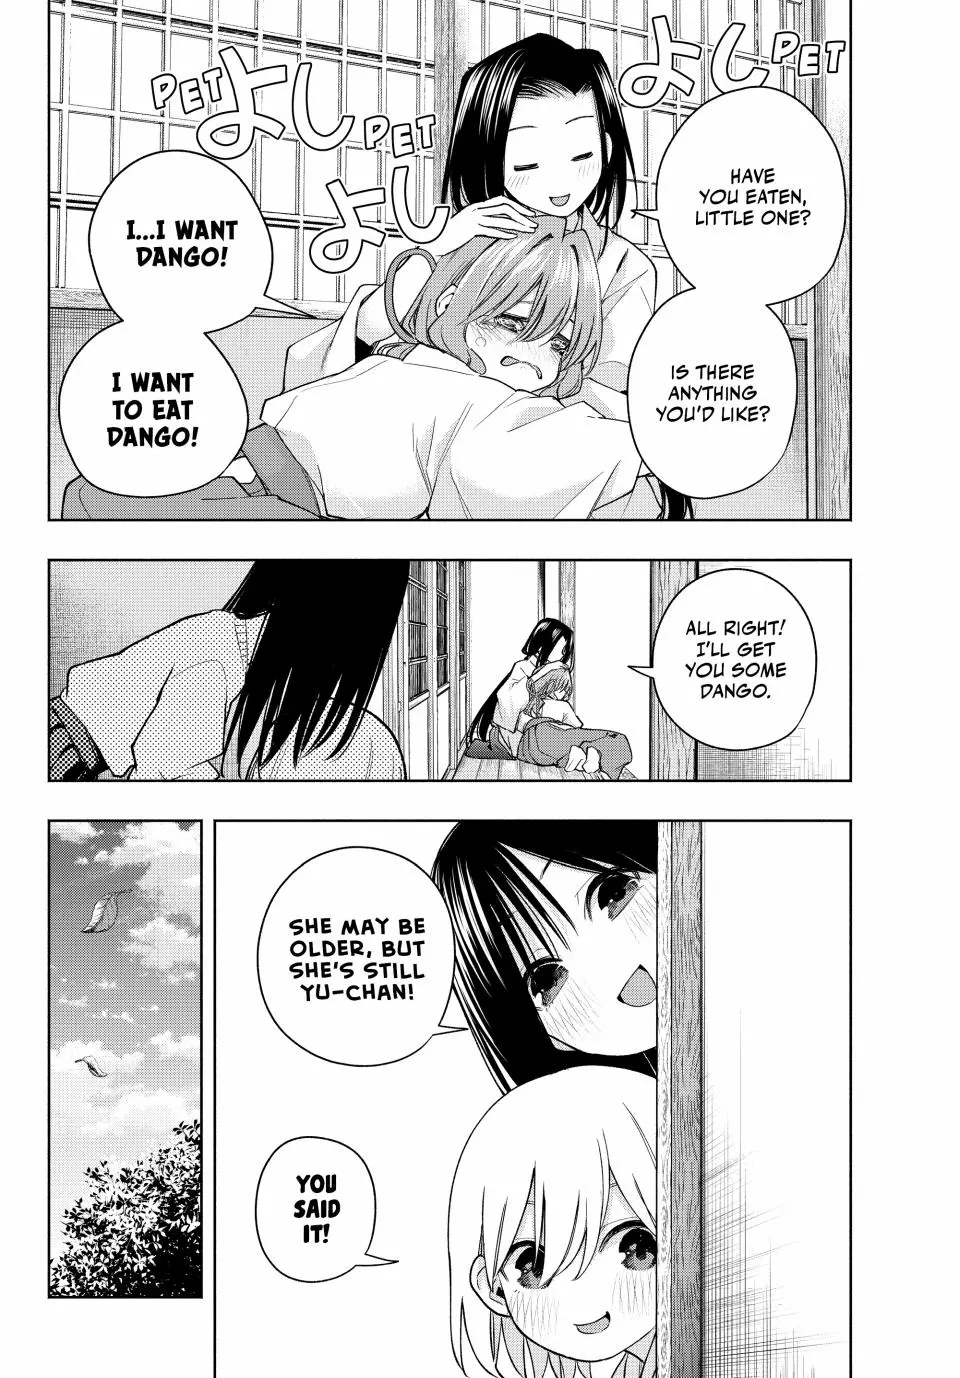 PET
よし
PET
よし
よし
PET
HAVE
YOU EATEN,
LITTLE ONE?
IS THERE
ANYTHING
YOU'D LIKE?
I...I WANT
DANGO!
I WANT
TO EAT
DANGO!
ALL RIGHT!
I'LL GET
YOU SOME
DANGO.
SHE MAY BE
OLDER, BUT
SHE'S STILL
YU-CHAN!
YOU
SAID
IT!